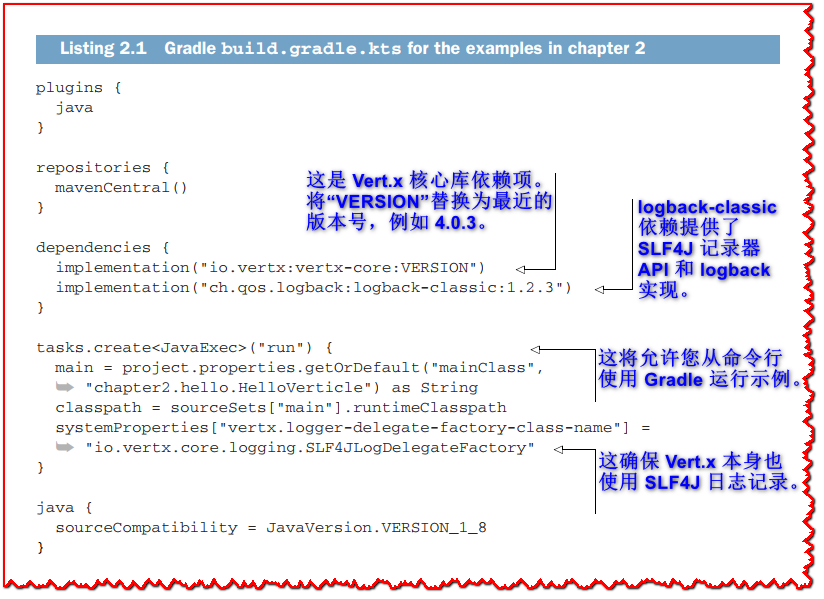 Listing 2.1 Gradle build.gradle.kts for the examples in chapter 2
plugins {
java
}
repositories {
mavenCentral()
}
这是 Vert.x 核心库依赖项。
将“VERSION”替换为最近的
版本号，例如 4.0.3。
logback-classic
依赖提供了
SLF4J 记录器
API 和 logback
实现。
dependencies {
implementation("io.vertx:vertx-core:VERSION")
implementation("ch.qos.logback:logback-classic:1.2.3")
}
tasks.create<JavaExec>("run") {
main = project.properties.getOrDefault("mainClass",
"chapter2.hello.HelloVerticle") as String
classpath = sourceSets["main"].runtimeClasspath
systemProperties["vertx.logger-delegate-factory-class-name"] =
"io.vertx.core.logging.SLF4JLogDelegateFactory"
}
这将允许您从命令行
使用 Gradle 运行示例。
这确保 Vert.x 本身也
使用 SLF4J 日志记录。
java {
sourceCompatibility = JavaVersion.VERSION_1_8
}